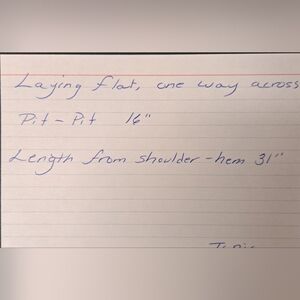 Laying flat, one way across
Pit-Pit 16"
Length from shoulder-hem 31"